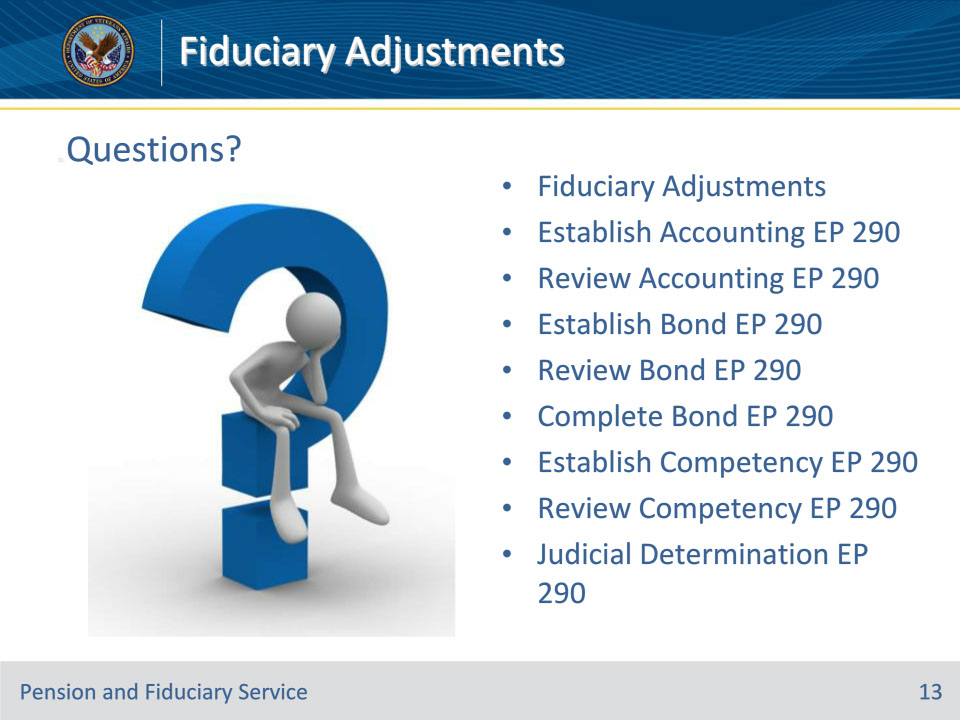 Fiduciary Adjustments
Questions?
• Fiduciary Adjustments
• Establish Accounting EP 290
• Review Accounting EP 290
• Establish Bond EP 290
• Review Bond EP 290
• Complete Bond EP 290
• Establish Competency EP 290
• Review Competency EP 290
• Judicial Determination EP
290
Pension and Fiduciary Service
13